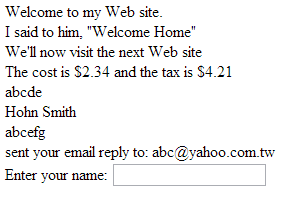 Welcome to my Web site.
I said to him, "Welcome Home"
We'll now visit the next Web site
The cost is $2.34 and the tax is $4.21
abcde
Hohn Smith
abcefg
sent your email reply to: abc@yahoo.com.tw
Enter your name: